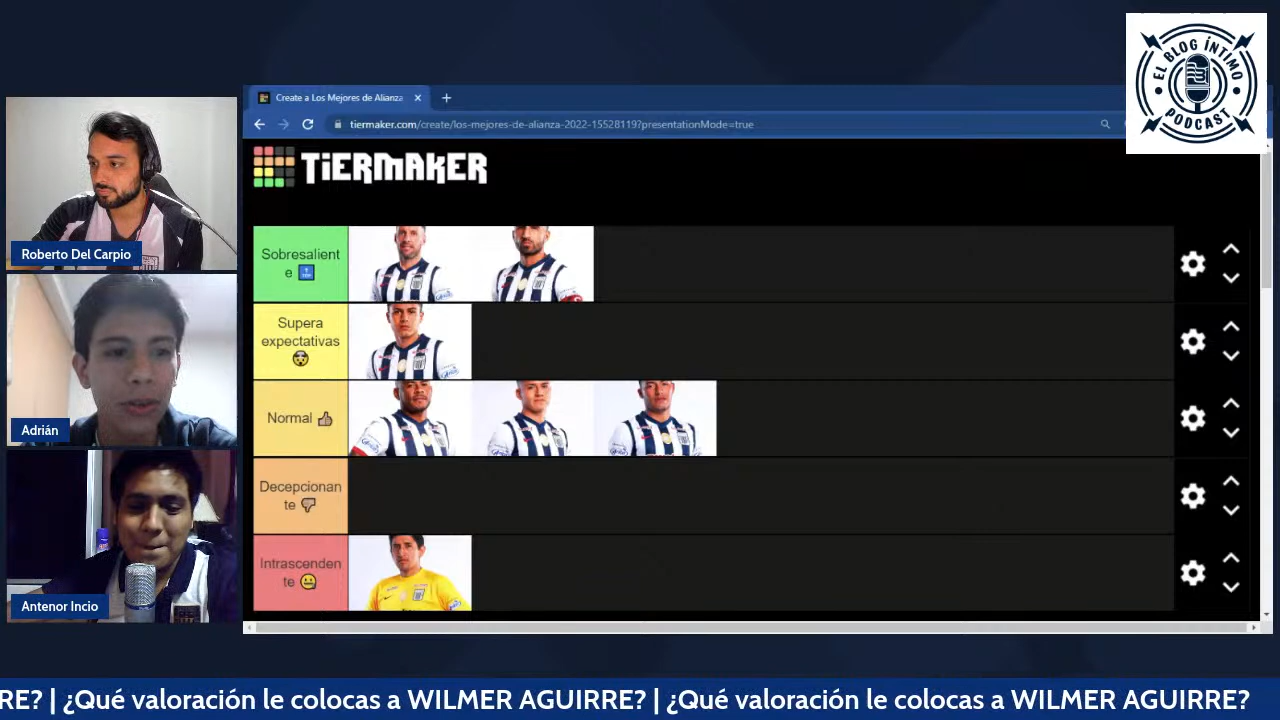 EL BLOG ÍNTIMO
PODCAST
Create a Los Mejores de Alianza
tiermaker.com/create/los-mejores-de-alianza-2022-15528119?presentationMode=true
TiERMAKER
Roberto Del Carpio
Adrián
Antenor Incio
Sobresalient
e
TOP
Supera
expectativas
Normal
Decepcionan
te
Intrascenden
te
RE? | ¿Qué valoración le colocas a WILMER AGUIRRE? | ¿Qué valoración le colocas a WILMER AGUIRRE?